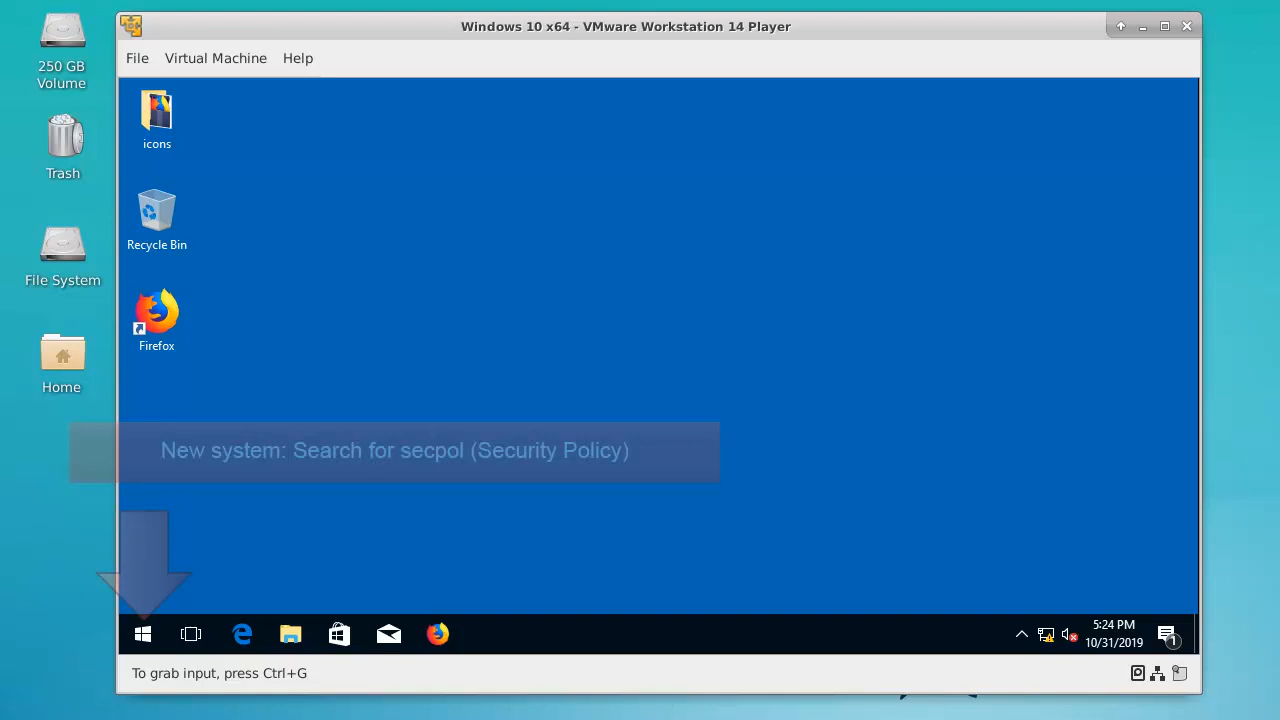 Windows 10 x64 - VMware Workstation 14 Player
File Virtual Machine Help
250 GB
Volume
Trash
File System
Home
icons
Recycle Bin
Firefox
New system: Search for secpol (Security Policy)
5:24 PM
10/31/2019
1
To grab input, press Ctrl+G